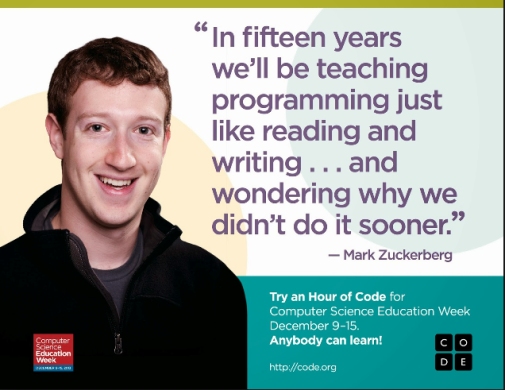 “In fifteen years
we’ll be teaching
programming just
like reading and
writing . . . and
wondering why we
didn’t do it sooner.”
— Mark Zuckerberg
Try an Hour of Code for
Computer Science Education Week
December 9–15.
Anybody can learn!
http://code.org
C O
D E
Computer
Science
Education
Week